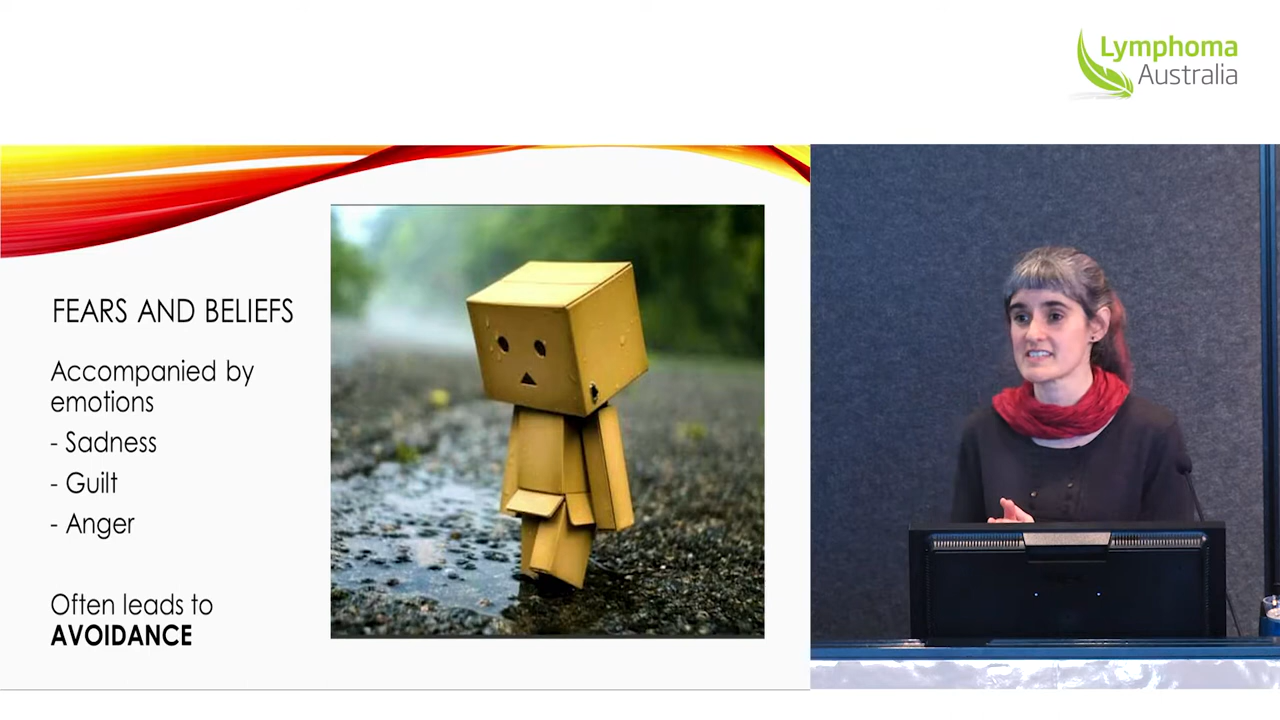 Lymphoma
Australia
FEARS AND BELIEFS
Accompanied by
emotions
- Sadness
- Guilt
- Anger
Often leads to
AVOIDANCE